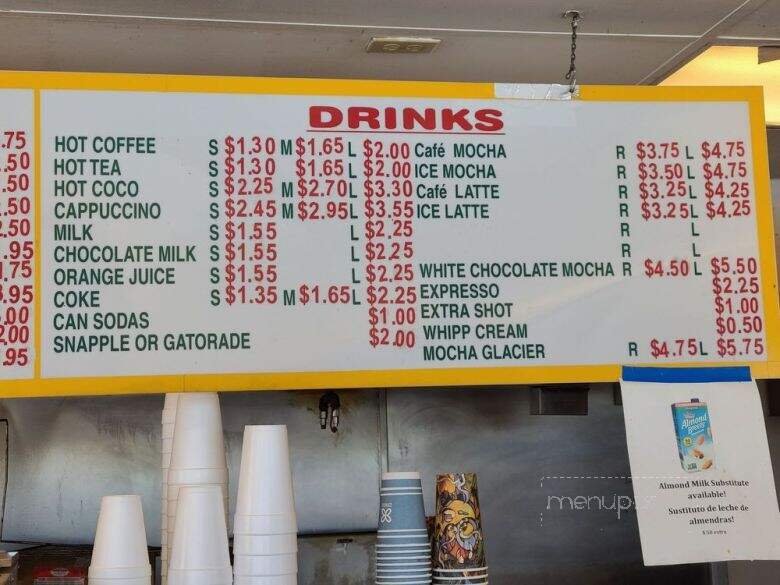 DRINKS
HOT COFFEE S $1.30 M $1.65 L $2.00
HOT TEA S $1.30 $1.65 L $2.00
HOT COCO S $2.25 M $2.70 L $3.30
CAPPUCCINO S $2.45 M $2.95 L $3.55
MILK S $1.55 L $2.25
CHOCOLATE MILK S $1.55 L $2.25
ORANGE JUICE S $1.55 L $2.25
COKE S $1.35 M $1.65 L $2.25
CAN SODAS $1.00
SNAPPLE OR GATORADE $2.00
Café MOCHA R $3.75 L $4.75
ICE MOCHA R $3.50 L $4.75
Café LATTE R $3.25 L $4.25
ICE LATTE R $3.25 L $4.25
R L
R L
WHITE CHOCOLATE MOCHA R $4.50 L $5.50
EXPRESSO $2.25
EXTRA SHOT $1.00
WHIPP CREAM $0.50
MOCHA GLACIER R $4.75 L $5.75
.75
.50
.50
.50
.50
.95
.75
.95
.00
.00
.95
Almond
Breeze
Almond Milk Substitute
available!
Sustituto de leche de
almendras!
menupix